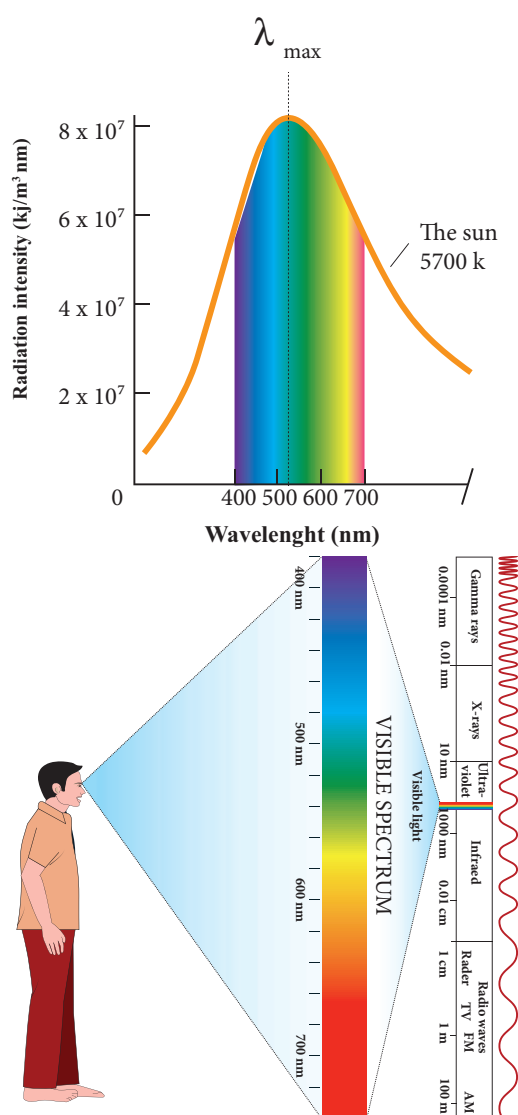 λ max
Radiation intensity (kj/m³ nm)
8 x 10⁷
6 x 10⁷
4 x 10⁷
2 x 10⁷
0
The sun
5700 k
400 500 600 700
Wavelenght (nm)
400 nm
500 nm
600 nm
700 nm
VISIBLE SPECTRUM
Visible light
0.0001 nm
0.01 nm
10 nm
1000 nm
0.01 cm
1 cm
1 m
100 m
Gamma rays
X-rays
Ultra-
violet
Infraed
Radio waves
Rader
TV
FM
AM